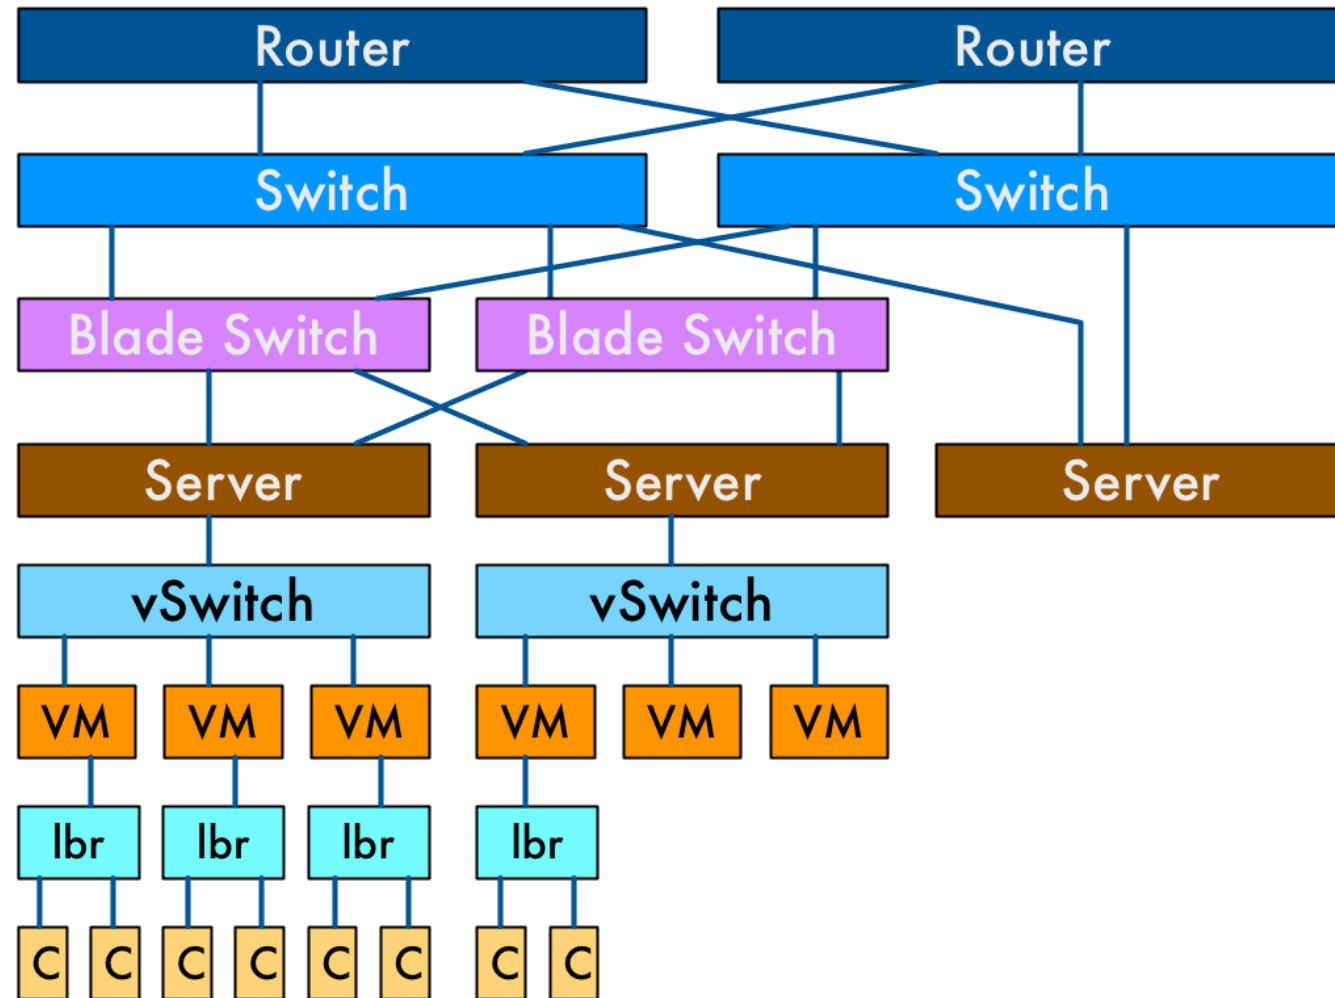 Router Router
Switch Switch
Blade Switch Blade Switch
Server Server Server
vSwitch vSwitch
VM VM VM VM VM VM
lbr lbr lbr lbr
C C C C C C C C